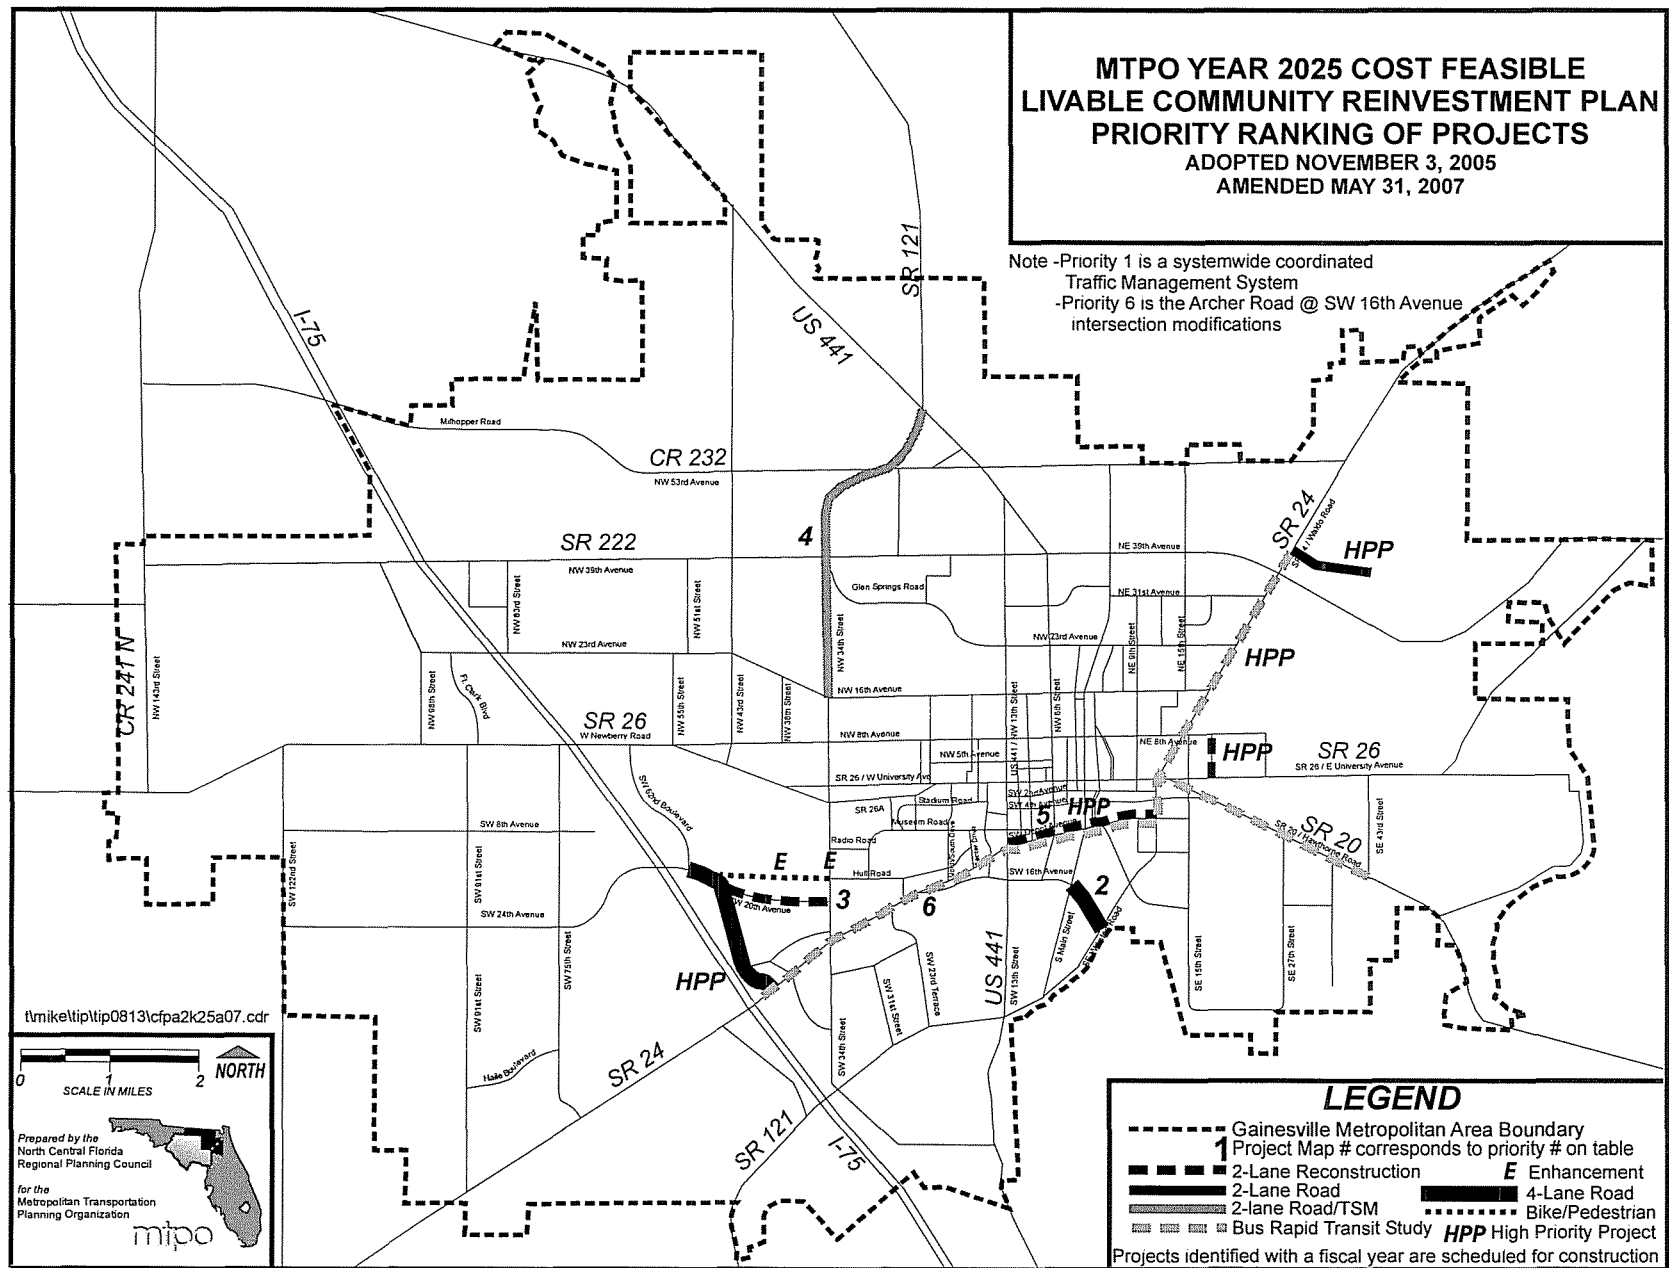 MTPO YEAR 2025 COST FEASIBLE
LIVABLE COMMUNITY REINVESTMENT PLAN
PRIORITY RANKING OF PROJECTS
ADOPTED NOVEMBER 3, 2005
AMENDED MAY 31, 2007
Note -Priority 1 is a systemwide coordinated
Traffic Management System
-Priority 6 is the Archer Road @ SW 16th Avenue
intersection modifications
SR 121
I-75
US 441
Millhopper Road
CR 232
NW 53rd Avenue
SR 24
Waldo Road
4
SR 222
NW 39th Avenue
NE 39th Avenue
HPP
Glen Springs Road
NE 31st Avenue
NW 83rd Street
NW 51st Street
NW 34th Street
NW 23rd Avenue
NW 23rd Avenue
NE 9th Street
NE 15th Street
HPP
CR 241 N
NW 143rd Street
NW 98th Street
Ft. Clark Blvd
NW 55th Street
NW 43rd Street
NW 38th Street
NW 16th Avenue
US 441 / NW 13th Street
NW 6th Street
SR 26
W Newberry Road
NW 8th Avenue
NE 8th Avenue
HPP
SR 26
SR 26 / E University Avenue
NW 5th Avenue
SR 26 / W University Ave
SW 62nd Boulevard
SW 2nd Avenue
SW 4th Avenue
SR 26A
Stadium Road
HPP
5
Museum Road
SW 8th Avenue
Radio Road
SR 20
SR 20 / Hawthorne Road
SE 43rd Street
SW 122nd Street
SW 91st Street
E
E
Hull Road
SW 16th Avenue
2
3
6
SW 20th Avenue
SW 24th Avenue
SW 75th Street
S Main Street
SW 91st Street
HPP
SW 23rd Terrace
SW 31st Street
US 441
SW 13th Street
SE 15th Street
SE 27th Street
SW 34th Street
Haile Boulevard
SR 24
SR 121
I-75
t\mike\tip\tip0813\cfpa2k25a07.cdr
0 1 2
SCALE IN MILES
NORTH
Prepared by the
North Central Florida
Regional Planning Council
for the
Metropolitan Transportation
Planning Organization
mtpo
LEGEND
Gainesville Metropolitan Area Boundary
1 Project Map # corresponds to priority # on table
2-Lane Reconstruction E Enhancement
2-Lane Road 4-Lane Road
2-lane Road/TSM Bike/Pedestrian
Bus Rapid Transit Study HPP High Priority Project
Projects identified with a fiscal year are scheduled for construction